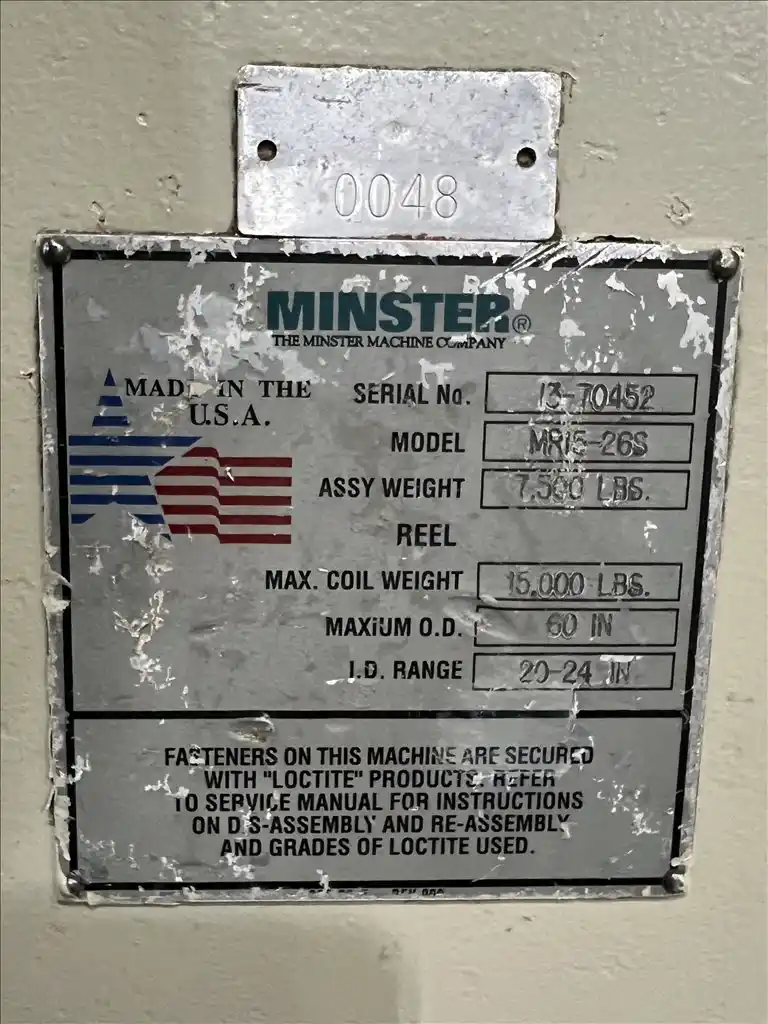 0048
MINSTER®
THE MINSTER MACHINE COMPANY
MADE IN THE
U.S.A.
SERIAL No. 13-70452
MODEL MR15-26S
ASSY WEIGHT 7,500 LBS.
REEL
MAX. COIL WEIGHT 15,000 LBS.
MAXIUM O.D. 60 IN
I.D. RANGE 20-24 IN
FASTENERS ON THIS MACHINE ARE SECURED
WITH "LOCTITE" PRODUCTS. REFER
TO SERVICE MANUAL FOR INSTRUCTIONS
ON DIS-ASSEMBLY AND RE-ASSEMBLY
AND GRADES OF LOCTITE USED.